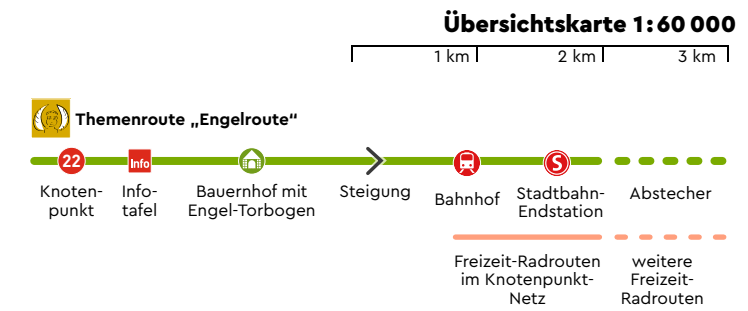 Übersichtskarte 1:60 000
1 km 2 km 3 km
Themenroute „Engelroute“
22 Info S
Knoten-
punkt
Info-
tafel
Bauernhof mit
Engel-Torbogen
Steigung
Bahnhof
Stadtbahn-
Endstation
Abstecher
Freizeit-Radrouten
im Knotenpunkt-
Netz
weitere
Freizeit-
Radrouten